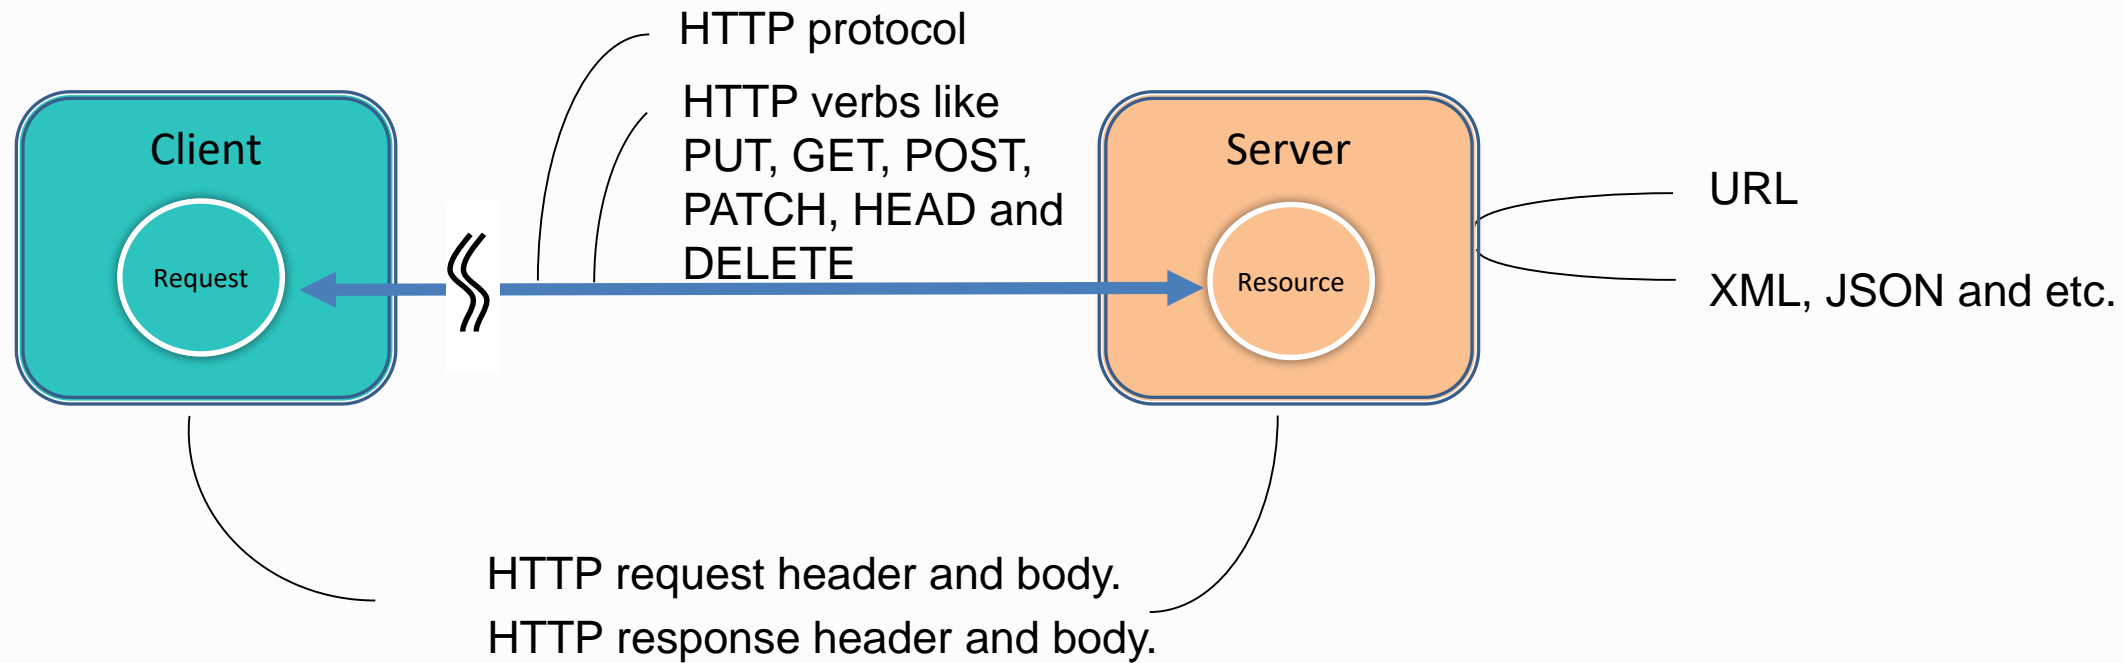 HTTP protocol
HTTP verbs like
PUT, GET, POST,
PATCH, HEAD and
DELETE
Client
Request
Server
Resource
URL
XML, JSON and etc.
HTTP request header and body.
HTTP response header and body.